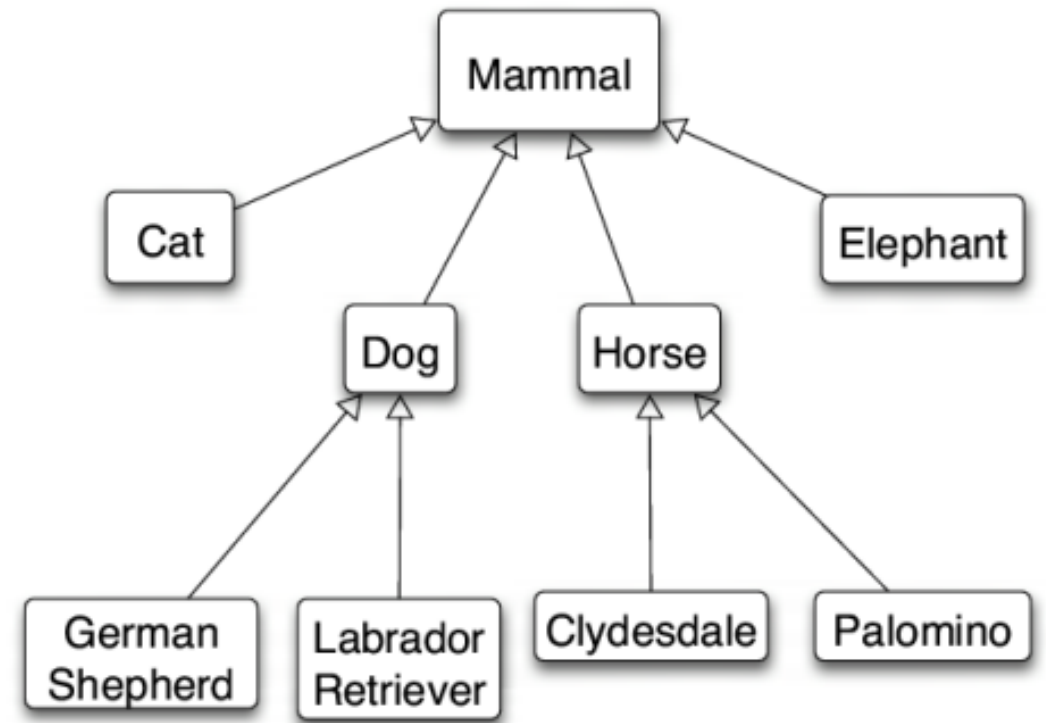 Mammal
Cat
Elephant
Dog
Horse
German
Shepherd
Labrador
Retriever
Clydesdale
Palomino